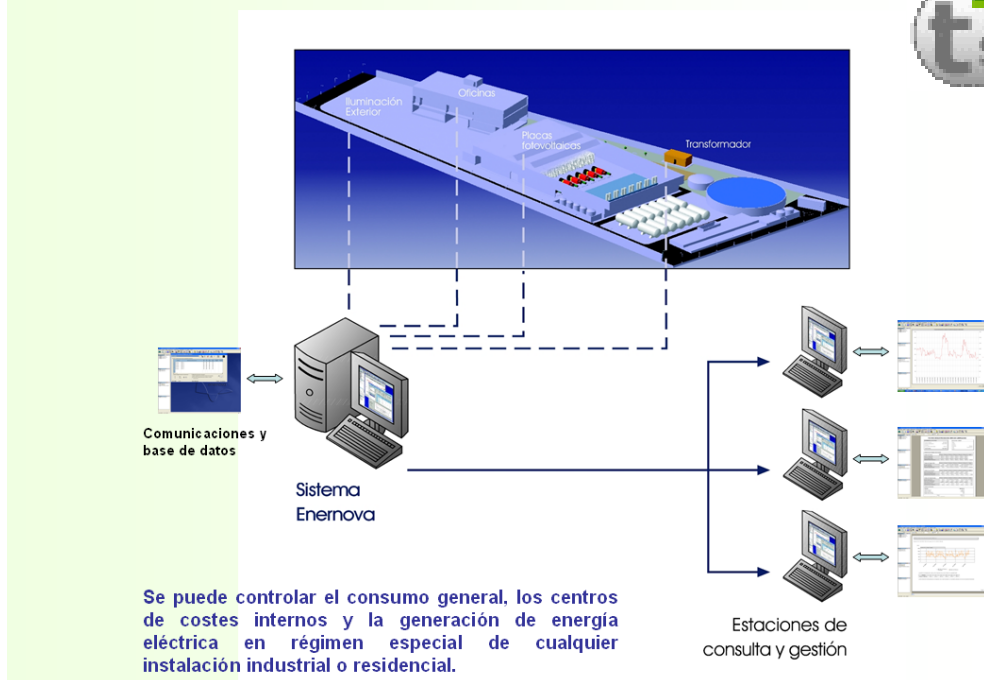 Iluminación
Exterior
Oficinas
Placas
fotovoltaicas
Transformador
Comunicaciones y
base de datos
Sistema
Enernova
Se puede controlar el consumo general, los centros
de costes internos y la generación de energía
eléctrica en régimen especial de cualquier
instalación industrial o residencial.
Estaciones de
consulta y gestión